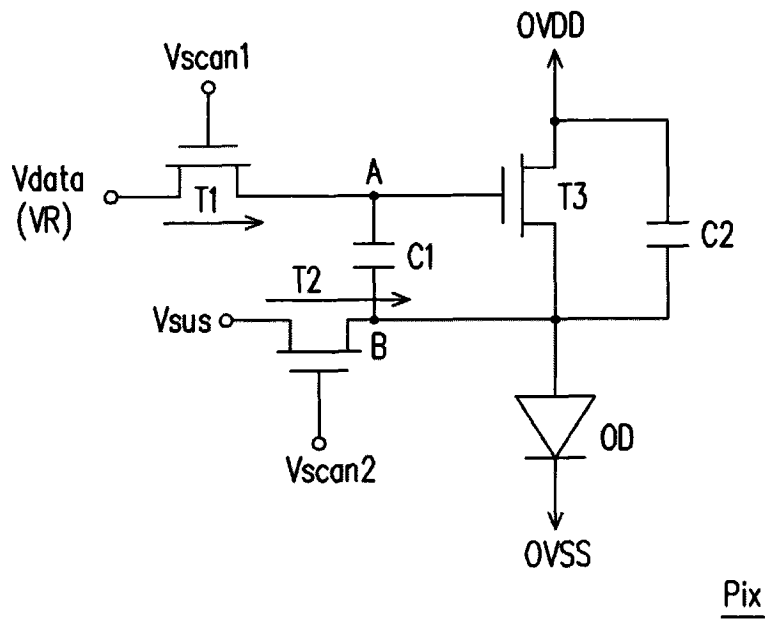 OVDD
Vscan1
Vdata
(VR)
T1
A
T3
C2
C1
T2
Vsus
B
OD
Vscan2
OVSS
Pix